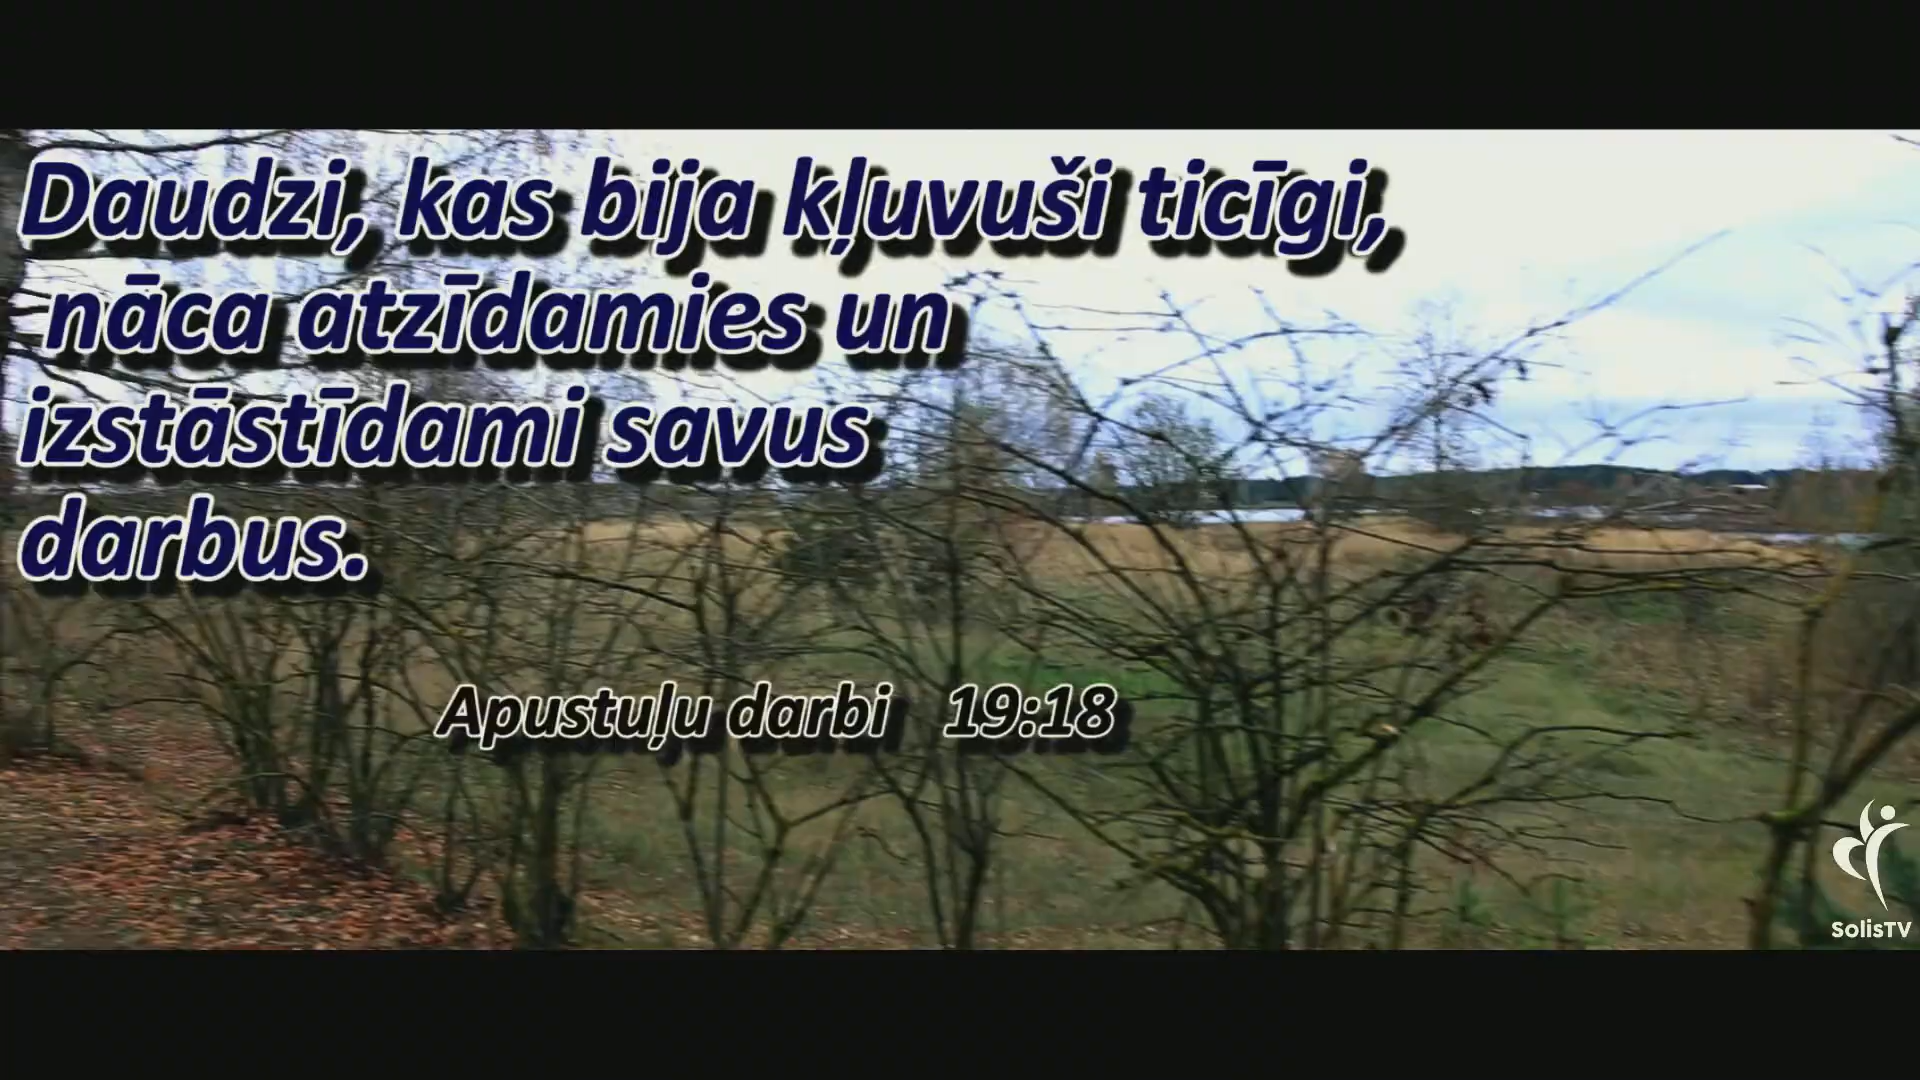 Daudzi, kas bija kļuvuši ticīgi,
nāca atzīdamies un
izstāstīdami savus
darbus.
Apustuļu darbi 19:18
SolisTV